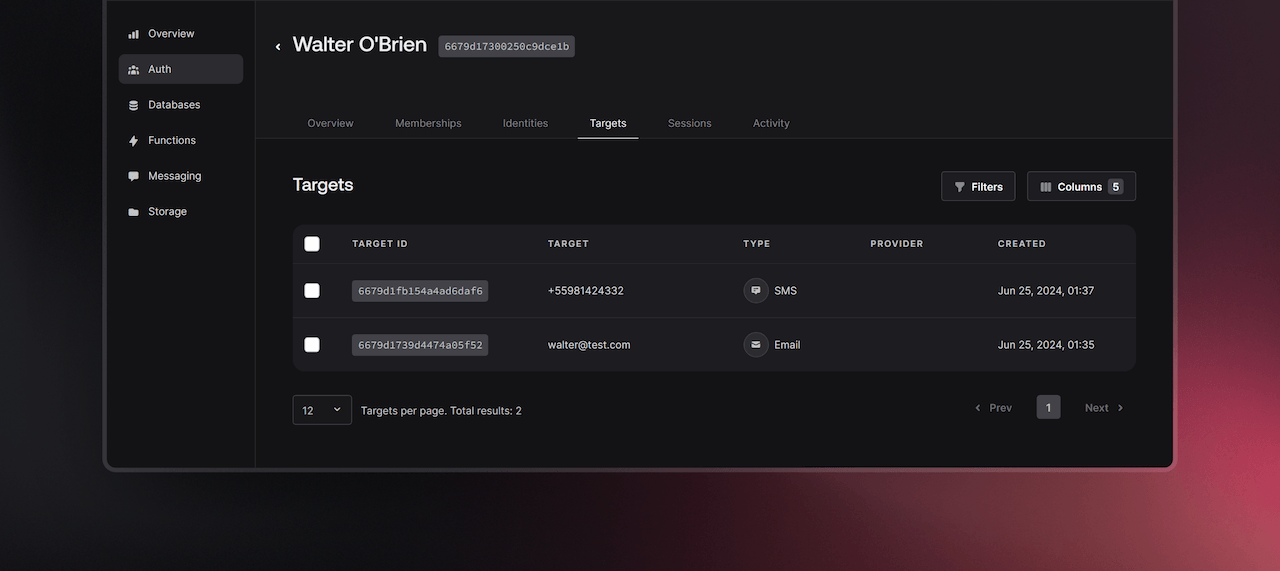 Overview
Auth
Databases
Functions
Messaging
Storage
Walter O'Brien 6679d17300250c9dce1b
Overview Memberships Identities Targets Sessions Activity
Targets
Filters Columns 5
TARGET ID TARGET TYPE PROVIDER CREATED
6679d1fb154a4ad6daf6 +55981424332 SMS Jun 25, 2024, 01:37
6679d1739d4474a05f52 walter@test.com Email Jun 25, 2024, 01:35
12 Targets per page. Total results: 2 Prev 1 Next